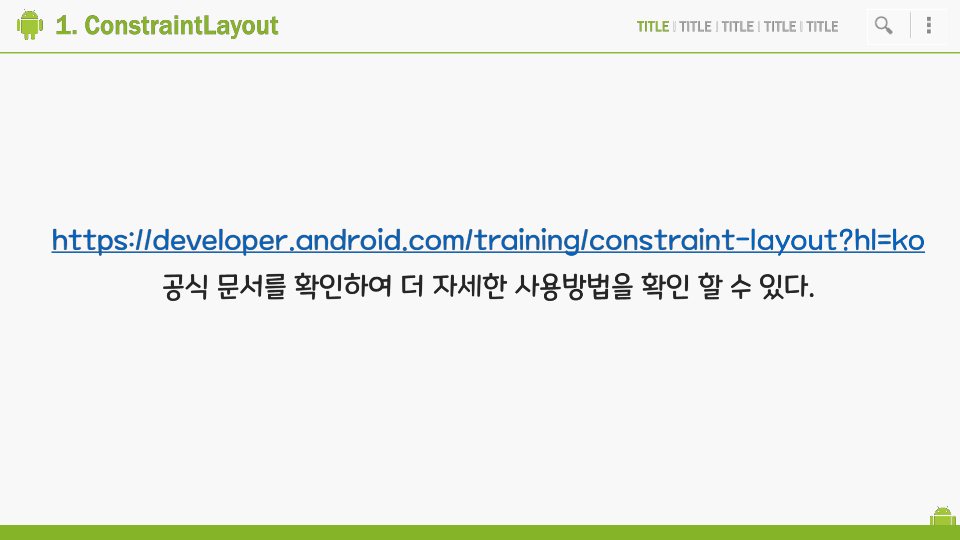 1. ConstraintLayout
TITLE | TITLE | TITLE | TITLE | TITLE
https://developer.android.com/training/constraint-layout?hl=ko
공식 문서를 확인하여 더 자세한 사용방법을 확인 할 수 있다.